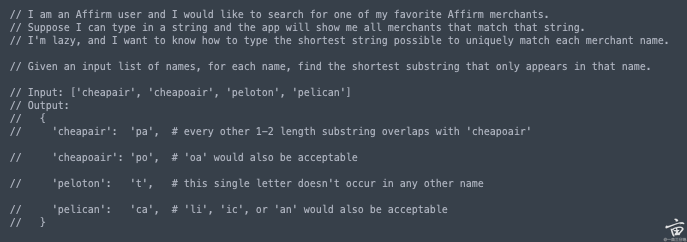 // I am an Affirm user and I would like to search for one of my favorite Affirm merchants.
// Suppose I can type in a string and the app will show me all merchants that match that string.
// I'm lazy, and I want to know how to type the shortest string possible to uniquely match each merchant name.
// Given an input list of names, for each name, find the shortest substring that only appears in that name.
// Input: ['cheapair', 'cheapoair', 'peloton', 'pelican']
// Output:
//   {
//     'cheapair':  'pa',  # every other 1-2 length substring overlaps with 'cheapoair'
//     'cheapoair': 'po',  # 'oa' would also be acceptable
//     'peloton':   't',   # this single letter doesn't occur in any other name
//     'pelican':   'ca',  # 'li', 'ic', or 'an' would also be acceptable
//   }